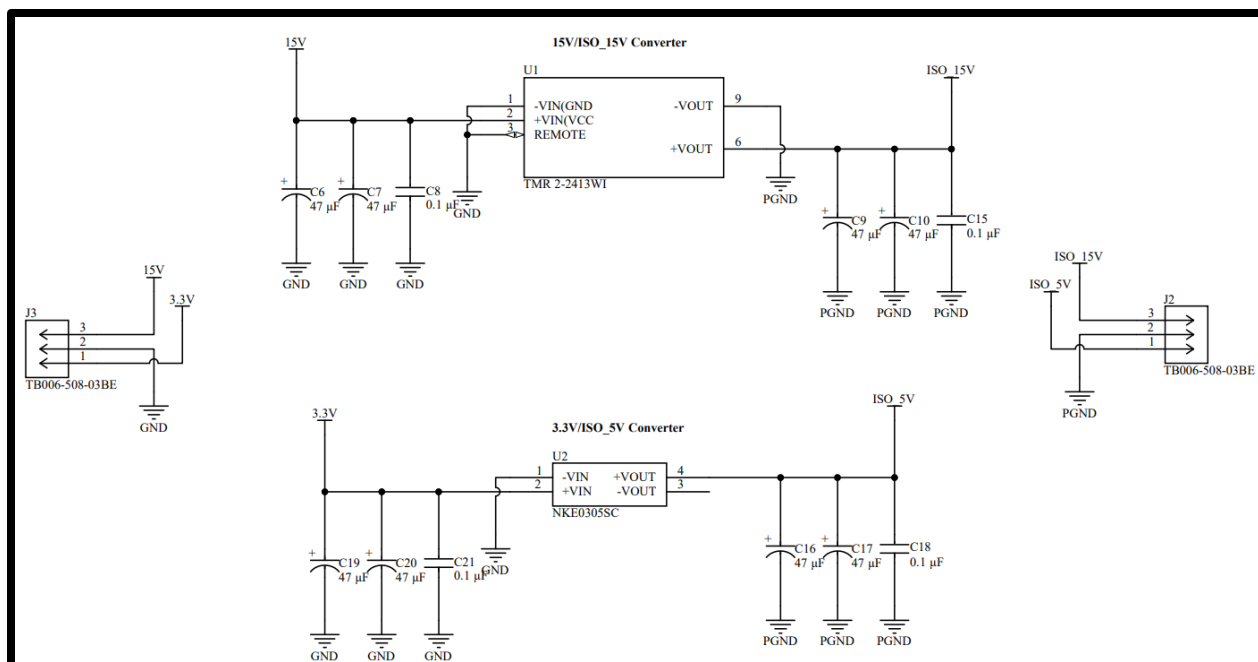 15V/ISO_15V Converter
15V
U1
ISO_15V
1
-VIN(GND
-VOUT
9
2
+VIN(VCC
3
REMOTE
+VOUT
6
TMR 2-2413WI
+
C6
47 µF
+
C7
47 µF
C8
0.1 µF
GND
PGND
+
C9
47 µF
+
C10
47 µF
C15
0.1 µF
GND
GND
GND
PGND
PGND
PGND
15V
3.3V
J3
3
2
1
TB006-508-03BE
GND
ISO_15V
ISO_5V
J2
3
2
1
TB006-508-03BE
PGND
3.3V/ISO_5V Converter
3.3V
ISO_5V
U2
1
-VIN
+VOUT
4
2
+VIN
-VOUT
3
NKE0305SC
+
C19
47 µF
+
C20
47 µF
C21
0.1 µF
GND
+
C16
47 µF
+
C17
47 µF
C18
0.1 µF
GND
GND
GND
PGND
PGND
PGND